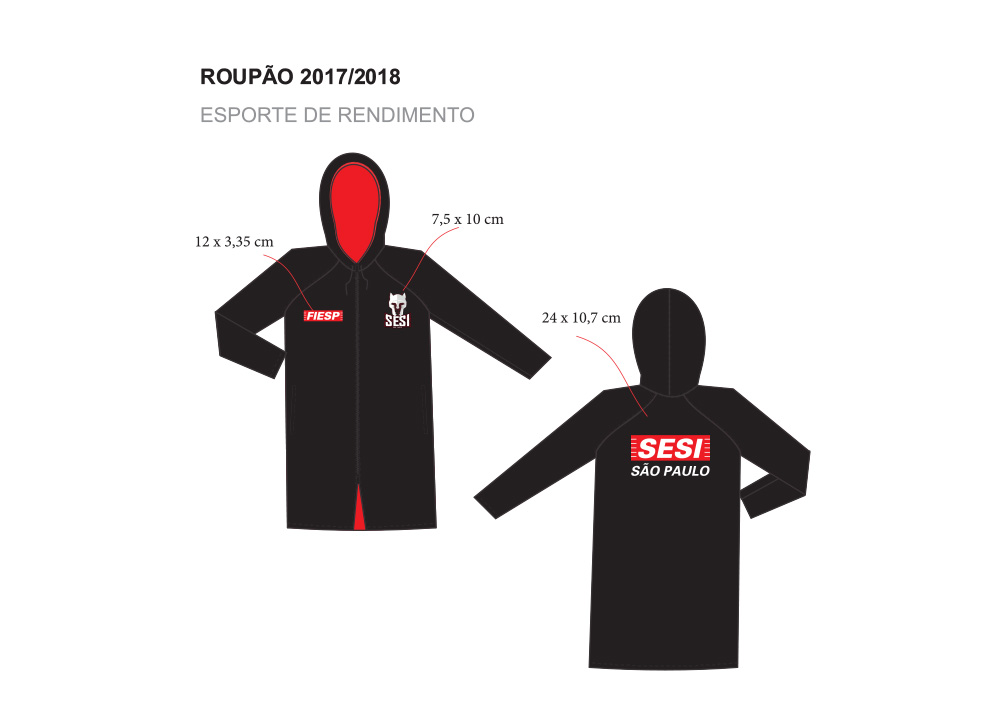 ROUPÃO 2017/2018
ESPORTE DE RENDIMENTO
7,5 x 10 cm
12 x 3,35 cm
FIESP
SESI
24 x 10,7 cm
SESI
SÃO PAULO